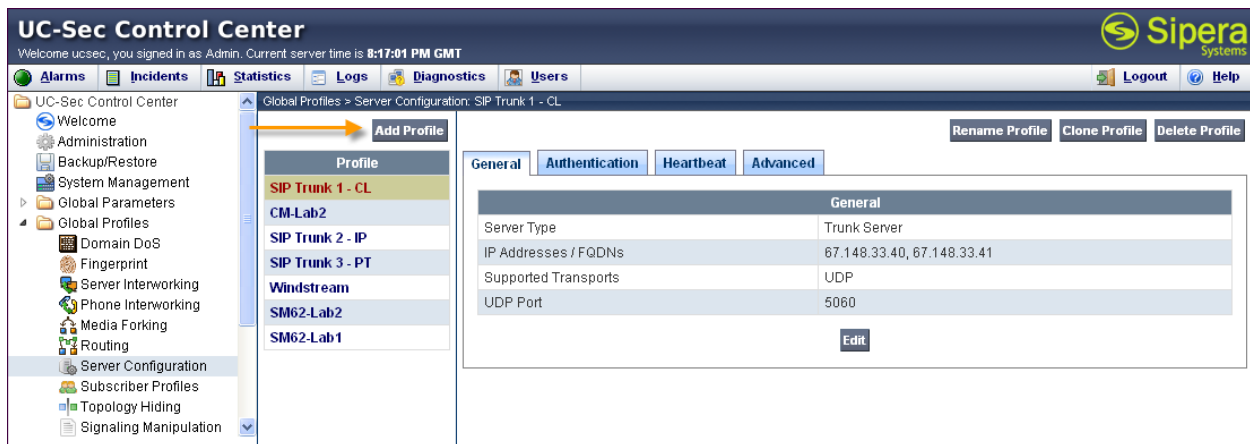 UC-Sec Control Center
Welcome ucsec, you signed in as Admin. Current server time is 8:17:01 PM GMT
Sipera
Systems
Alarms Incidents Statistics Logs Diagnostics Users Logout Help
UC-Sec Control Center
Welcome
Administration
Backup/Restore
System Management
Global Parameters
Global Profiles
Domain DoS
Fingerprint
Server Interworking
Phone Interworking
Media Forking
Routing
Server Configuration
Subscriber Profiles
Topology Hiding
Signaling Manipulation
Global Profiles > Server Configuration: SIP Trunk 1 - CL
Add Profile
Rename Profile Clone Profile Delete Profile
Profile
SIP Trunk 1 - CL
CM-Lab2
SIP Trunk 2 - IP
SIP Trunk 3 - PT
Windstream
SM62-Lab2
SM62-Lab1
General Authentication Heartbeat Advanced
General
Server Type Trunk Server
IP Addresses / FQDNs 67.148.33.40, 67.148.33.41
Supported Transports UDP
UDP Port 5060
Edit